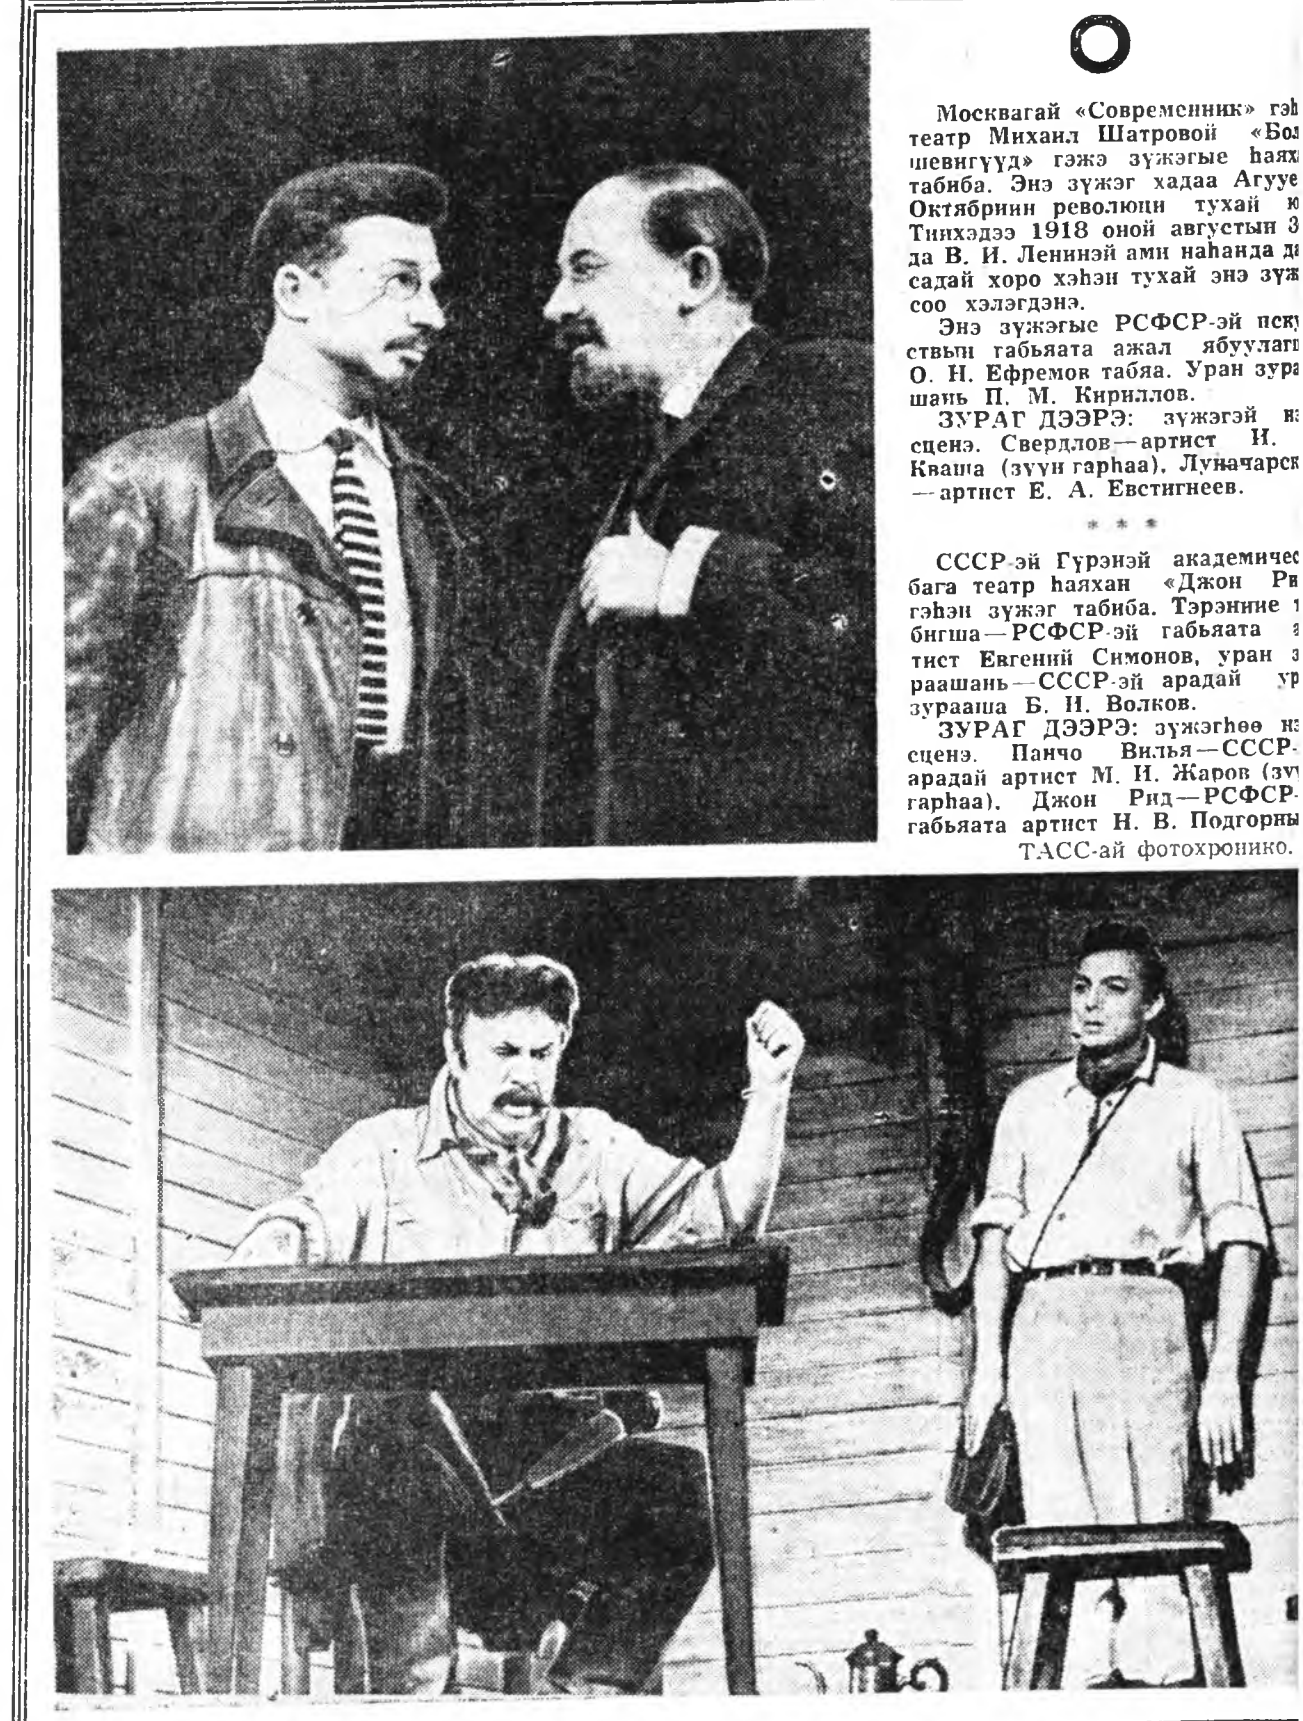 Москвагай «Современник» гэһ
театр Михаил Шатровой «Бол
шевигүүд» гэжэ зүжэгые һаях
табиба. Энэ зүжэг хадаа Агууе
Октябриин революци тухай ю
Тиихэдээ 1918 оной августын 3
да В. И. Ленинэй ами наһанда да
садай хоро хэһэн тухай энэ зүж
соо хэлэгдэнэ.
Энэ зүжэгые РСФСР-эй иску
ствын габьяата ажал ябуулагш
О. Н. Ефремов табяа. Уран зура
шань П. М. Кириллов.
ЗУРАГ ДЭЭРЭ: зүжэгэй нэ
сценэ. Свердлов—артист И.
Кваша (зүүн гарһаа), Луначарск
—артист Е. А. Евстигнеев.
* * *
СССР-эй Гүрэнэй академичес
бага театр һаяхан «Джон Ри
гэһэн зүжэг табиба. Тэрэниие т
бигша—РСФСР-эй габьяата а
тист Евгений Симонов, уран з
раашань—СССР-эй арадай ур
зурааша Б. И. Волков.
ЗУРАГ ДЭЭРЭ: зүжэгһөө нэ
сценэ. Панчо Вилья—СССР-
арадай артист М. И. Жаров (зүү
гарһаа), Джон Рид—РСФСР-
габьяата артист Н. В. Подгорны
ТАСС-ай фотохронико.